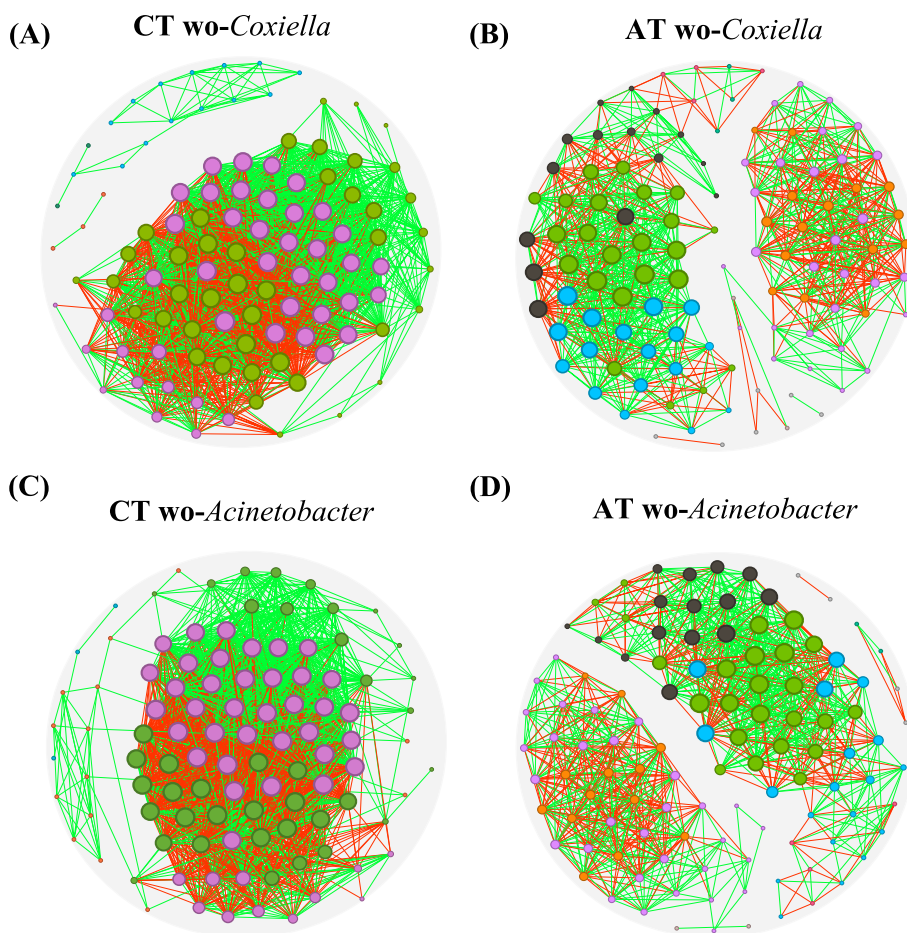 (A) CT wo-Coxiella
(B) AT wo-Coxiella
(C) CT wo-Acinetobacter
(D) AT wo-Acinetobacter